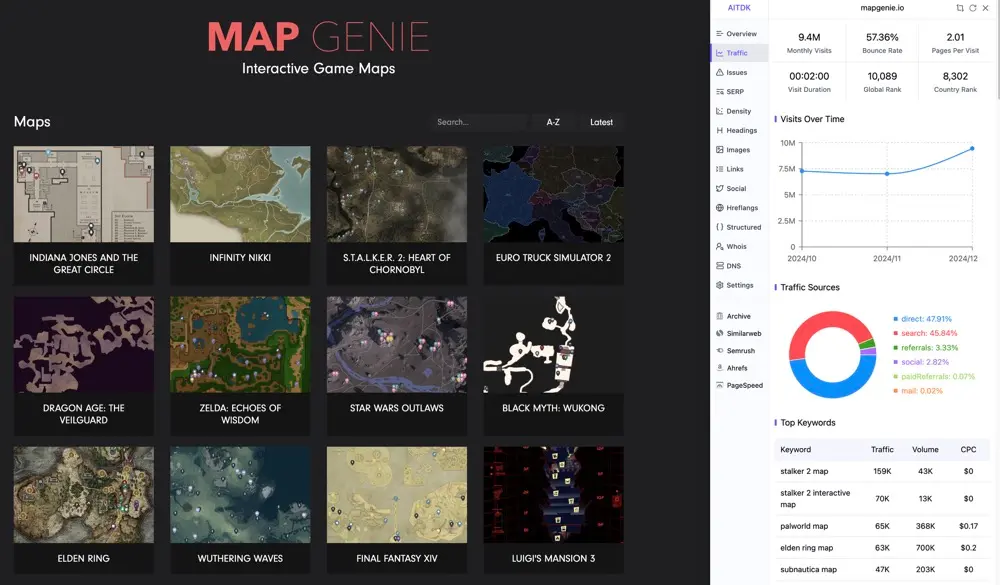 MAP GENIE
Interactive Game Maps
Maps
Search...
A-Z
Latest
INDIANA JONES AND THE
GREAT CIRCLE
INFINITY NIKKI
S.T.A.L.K.E.R. 2: HEART OF
CHORNOBYL
EURO TRUCK SIMULATOR 2
DRAGON AGE: THE
VEILGUARD
ZELDA: ECHOES OF
WISDOM
STAR WARS OUTLAWS
BLACK MYTH: WUKONG
ELDEN RING
WUTHERING WAVES
FINAL FANTASY XIV
LUIGI'S MANSION 3
AITDK
Overview
Traffic
Issues
SERP
Density
Headings
Images
Links
Social
Hreflangs
Structured
Whois
DNS
Settings
Archive
Similarweb
Semrush
Ahrefs
PageSpeed
mapgenie.io
9.4M
Monthly Visits
57.36%
Bounce Rate
2.01
Pages Per Visit
00:02:00
Visit Duration
10,089
Global Rank
8,302
Country Rank
Visits Over Time
10M
7.5M
5M
2.5M
0
2024/10
2024/11
2024/12
Traffic Sources
direct: 47.91%
search: 45.84%
referrals: 3.33%
social: 2.82%
paidReferrals: 0.07%
mail: 0.02%
Top Keywords
Keyword Traffic Volume CPC
stalker 2 map 159K 43K $0
stalker 2 interactive
map 70K 13K $0
palworld map 65K 368K $0.17
elden ring map 63K 700K $0.2
subnautica map 47K 203K $0